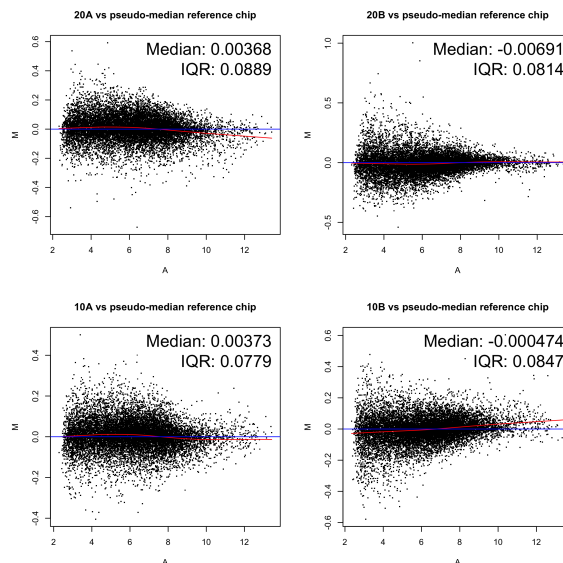 20A vs pseudo-median reference chip
Median: 0.00368
IQR: 0.0889
0.6
0.4
0.2
0.0
-0.2
-0.4
-0.6
M
2 4 6 8 10 12
A
20B vs pseudo-median reference chip
Median: -0.00691
IQR: 0.0814
1.0
0.5
0.0
-0.5
M
2 4 6 8 10 12
A
10A vs pseudo-median reference chip
Median: 0.00373
IQR: 0.0779
0.4
0.2
0.0
-0.2
-0.4
M
2 4 6 8 10 12
A
10B vs pseudo-median reference chip
Median: -0.000474
IQR: 0.0847
0.6
0.4
0.2
0.0
-0.2
-0.4
-0.6
M
2 4 6 8 10 12
A